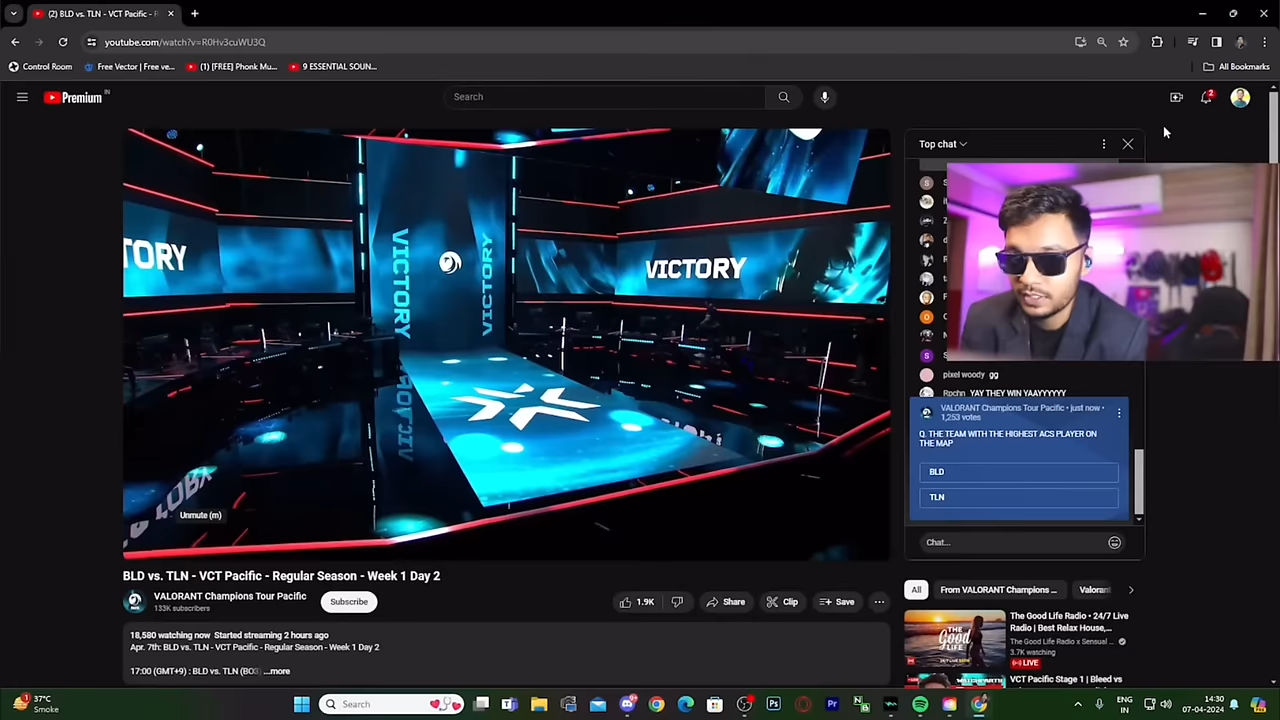 (2) BLD vs. TLN - VCT Pacific - R
youtube.com/watch?v=R0Hv3cuWU3Q
Control Room
Free Vector | Free ve...
(1) [FREE] Phonk Mu...
9 ESSENTIAL SOUN...
All Bookmarks
Premium
IN
Search
2
Top chat
TORY
VICTORY
VICTORY
VICTORY
pixel woody gg
YAY THEY WIN YAAYYYYYY
VALORANT Champions Tour Pacific • just now •
1,253 votes
Q. THE TEAM WITH THE HIGHEST ACS PLAYER ON
THE MAP
BLD
TLN
Unmute (m)
Chat...
BLD vs. TLN - VCT Pacific - Regular Season - Week 1 Day 2
VALORANT Champions Tour Pacific
133K subscribers
Subscribe
1.9K
Share
Clip
Save
All
From VALORANT Champions ...
Valorant
18,580 watching now Started streaming 2 hours ago
Apr. 7th: BLD vs. TLN - VCT Pacific - Regular Season - Week 1 Day 2
17:00 (GMT+9) : BLD vs. TLN (BO3) ...more
The Good Life Radio • 24/7 Live
Radio | Best Relax House,...
The Good Life Radio x Sensual ...
3.7K watching
LIVE
THE
GOOD
LIFE
VCT Pacific Stage 1 | Bleed vs
37°C
Smoke
Search
ENG
IN
14:30
07-04-2024